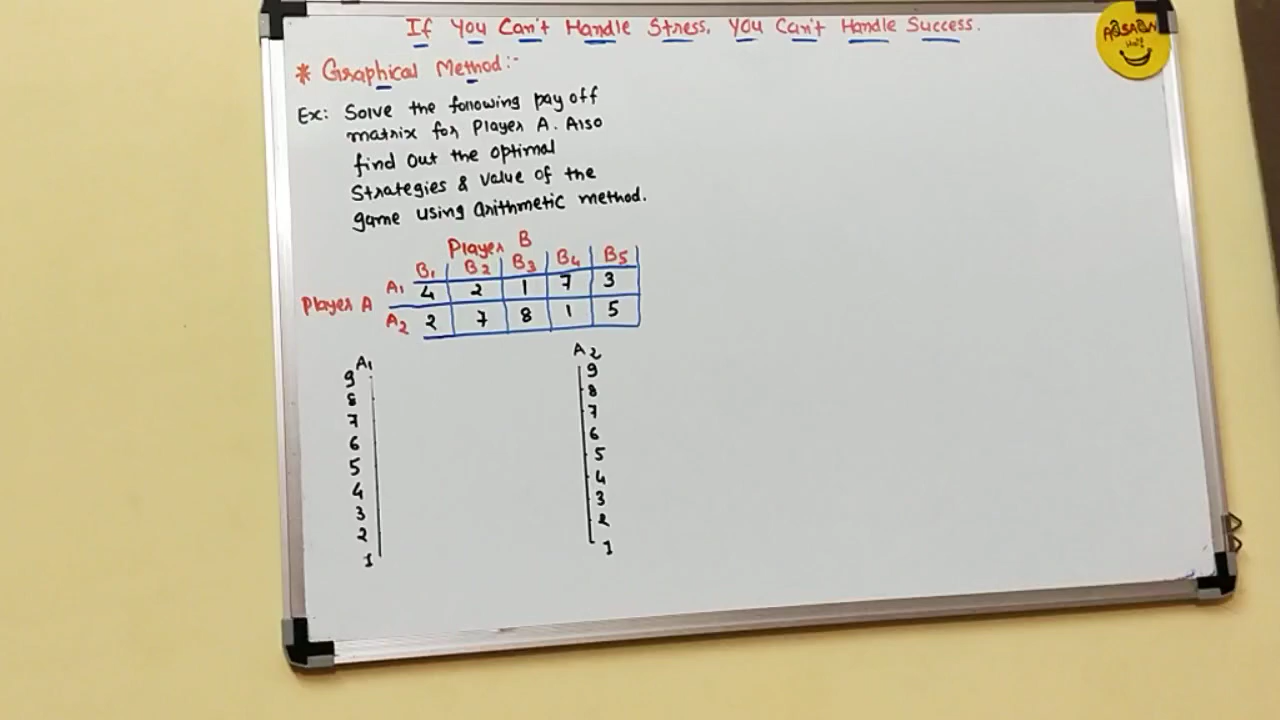 If You Can't Handle Stress, You Can't Handle Success.
* Graphical Method:-
Ex: Solve the following pay off
matrix for Player A. Also
find out the optimal
Strategies & value of the
game using arithmetic method.
Player B
B1 B2 B3 B4 B5
A1 4 2 1 7 3
Player A
A2 2 7 8 1 5
A1 A2
9 9
8 8
7 7
6 6
5 5
4 4
3 3
2 2
1 1